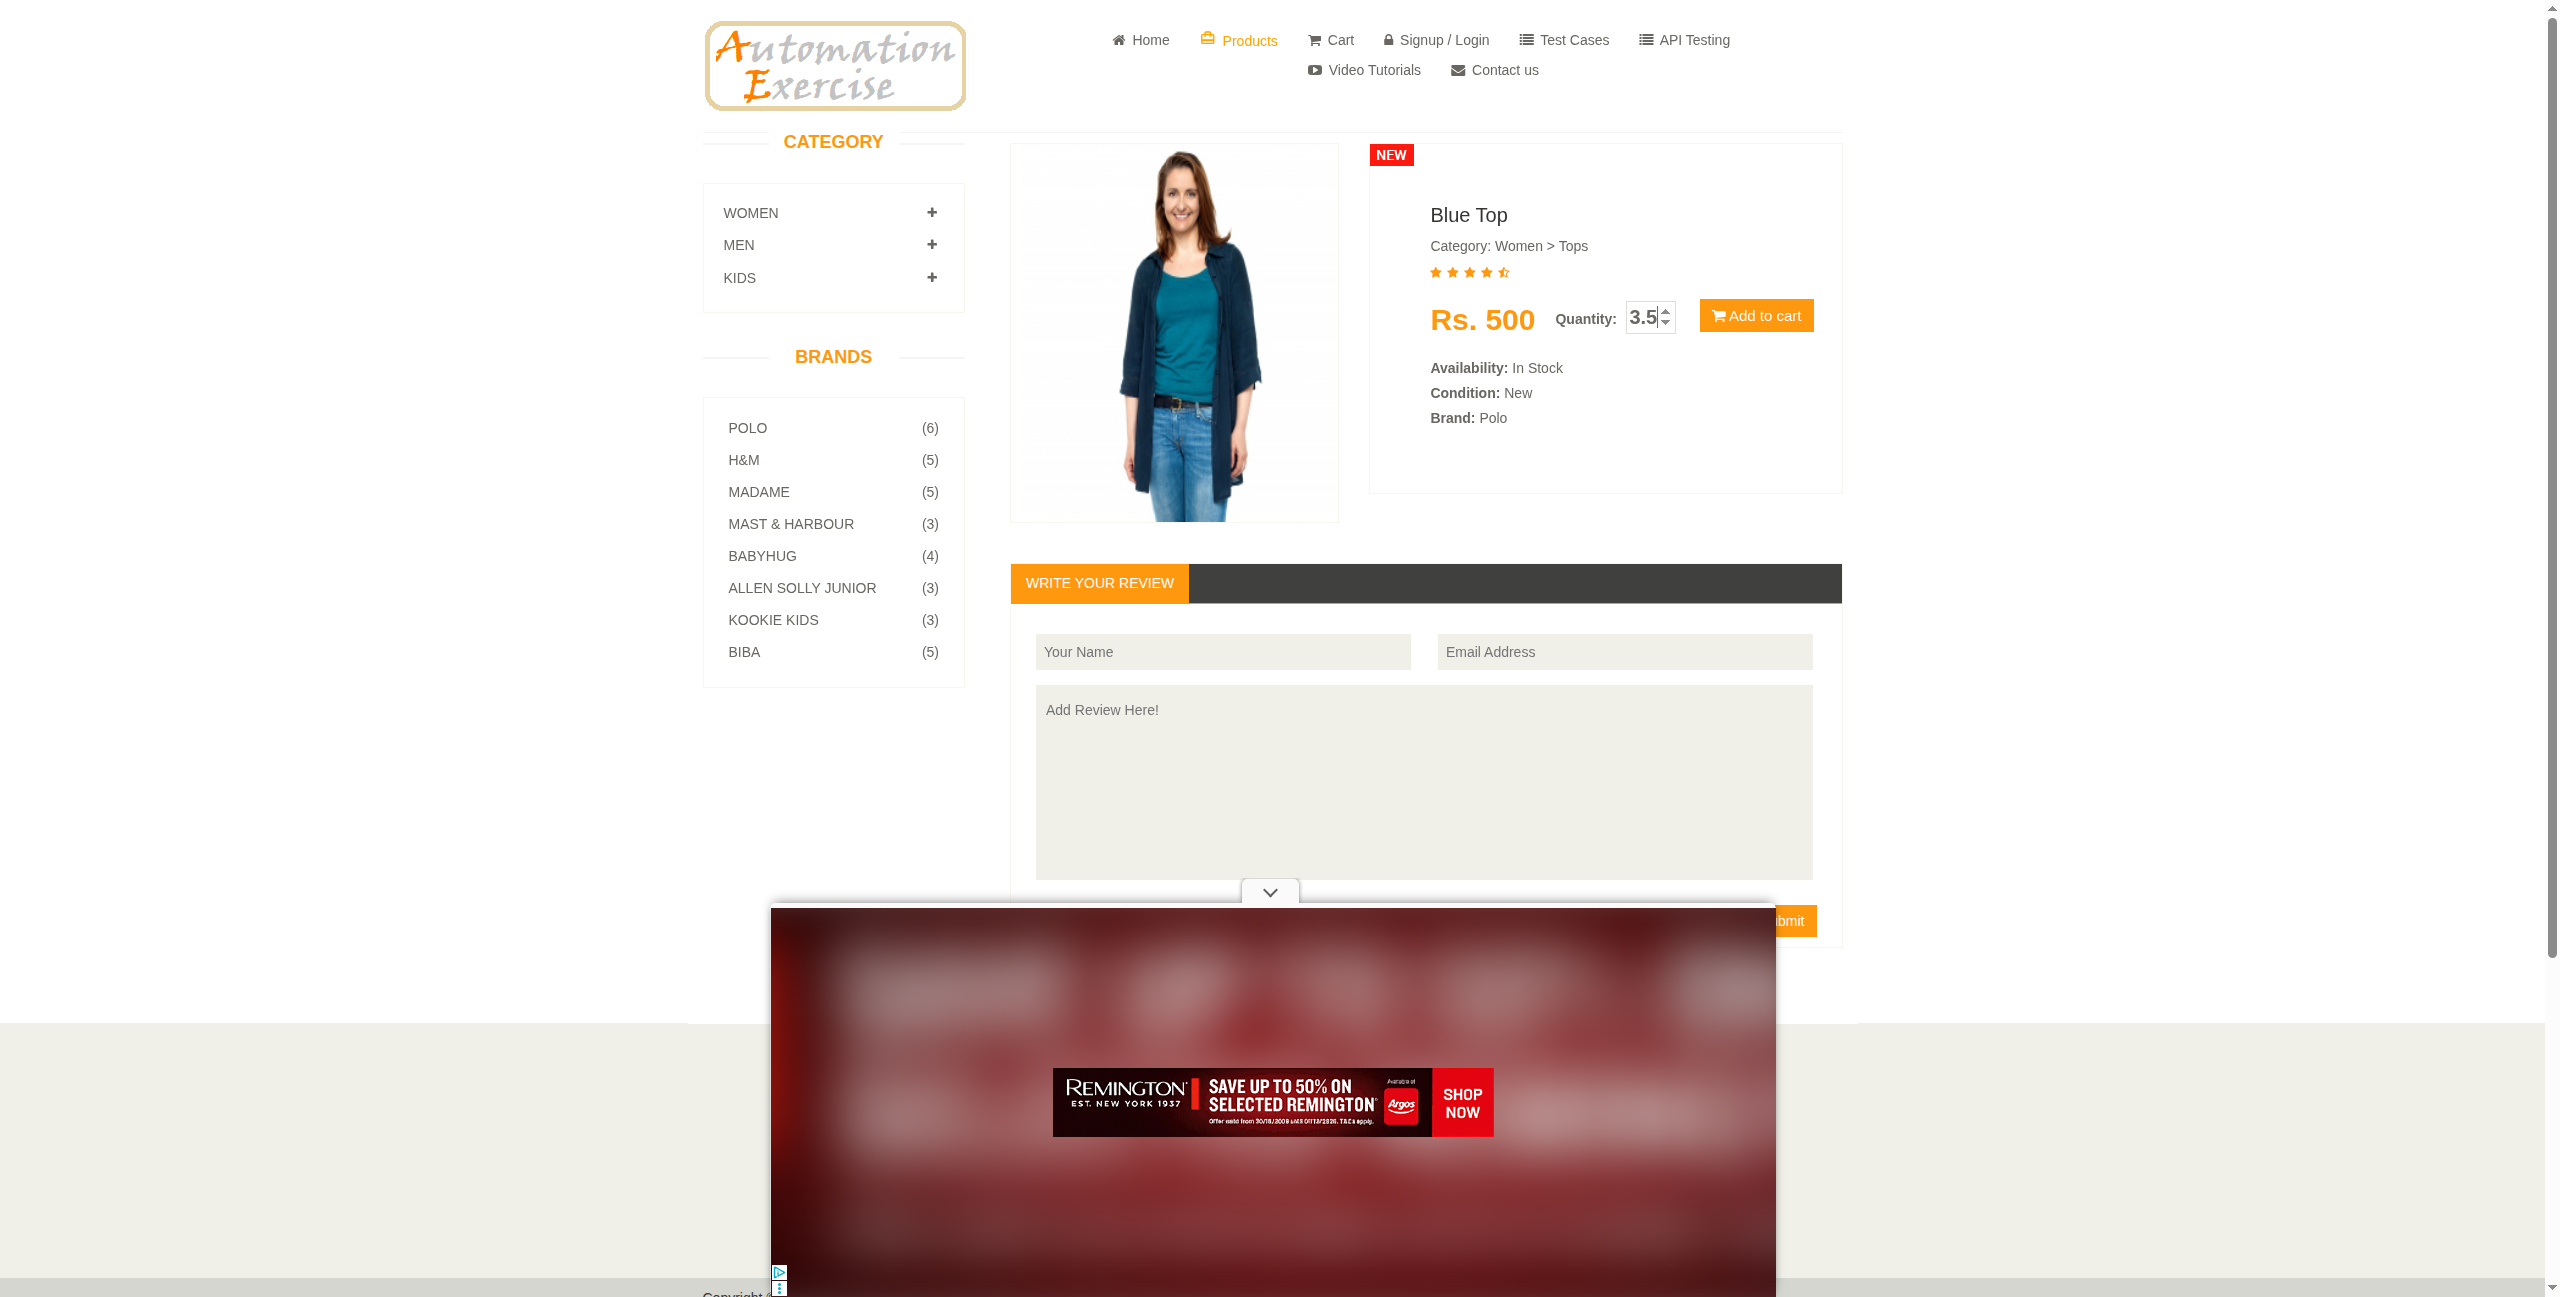 Automation
Exercise
Home
Products
Cart
Signup / Login
Test Cases
API Testing
Video Tutorials
Contact us
CATEGORY
WOMEN
MEN
KIDS
BRANDS
POLO (6)
H&M (5)
MADAME (5)
MAST & HARBOUR (3)
BABYHUG (4)
ALLEN SOLLY JUNIOR (3)
KOOKIE KIDS (3)
BIBA (5)
NEW
Blue Top
Category: Women > Tops
Rs. 500 Quantity: 3.5 Add to cart
Availability: In Stock
Condition: New
Brand: Polo
WRITE YOUR REVIEW
Your Name
Email Address
Add Review Here!
bmit
REMINGTON
EST. NEW YORK 1937
SAVE UP TO 50% ON
SELECTED REMINGTON
Available at
Argos
SHOP
NOW
Copyright